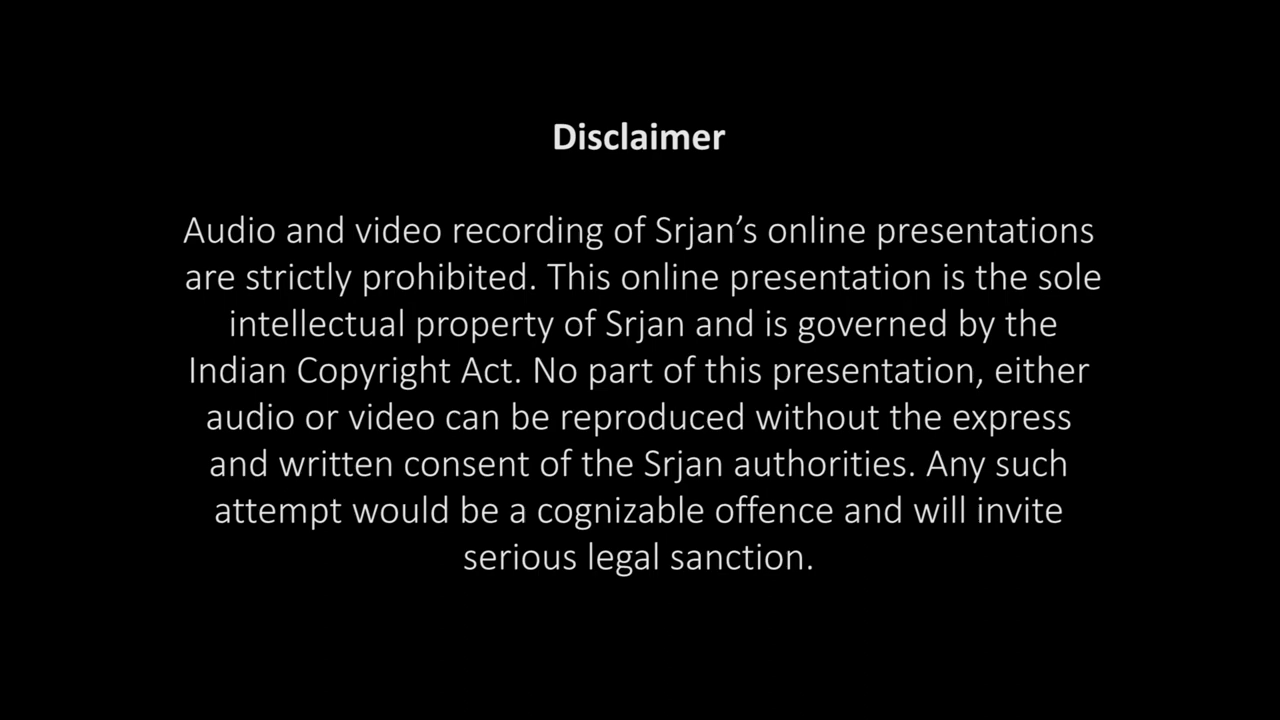 Disclaimer
Audio and video recording of Srjan’s online presentations
are strictly prohibited. This online presentation is the sole
intellectual property of Srjan and is governed by the
Indian Copyright Act. No part of this presentation, either
audio or video can be reproduced without the express
and written consent of the Srjan authorities. Any such
attempt would be a cognizable offence and will invite
serious legal sanction.